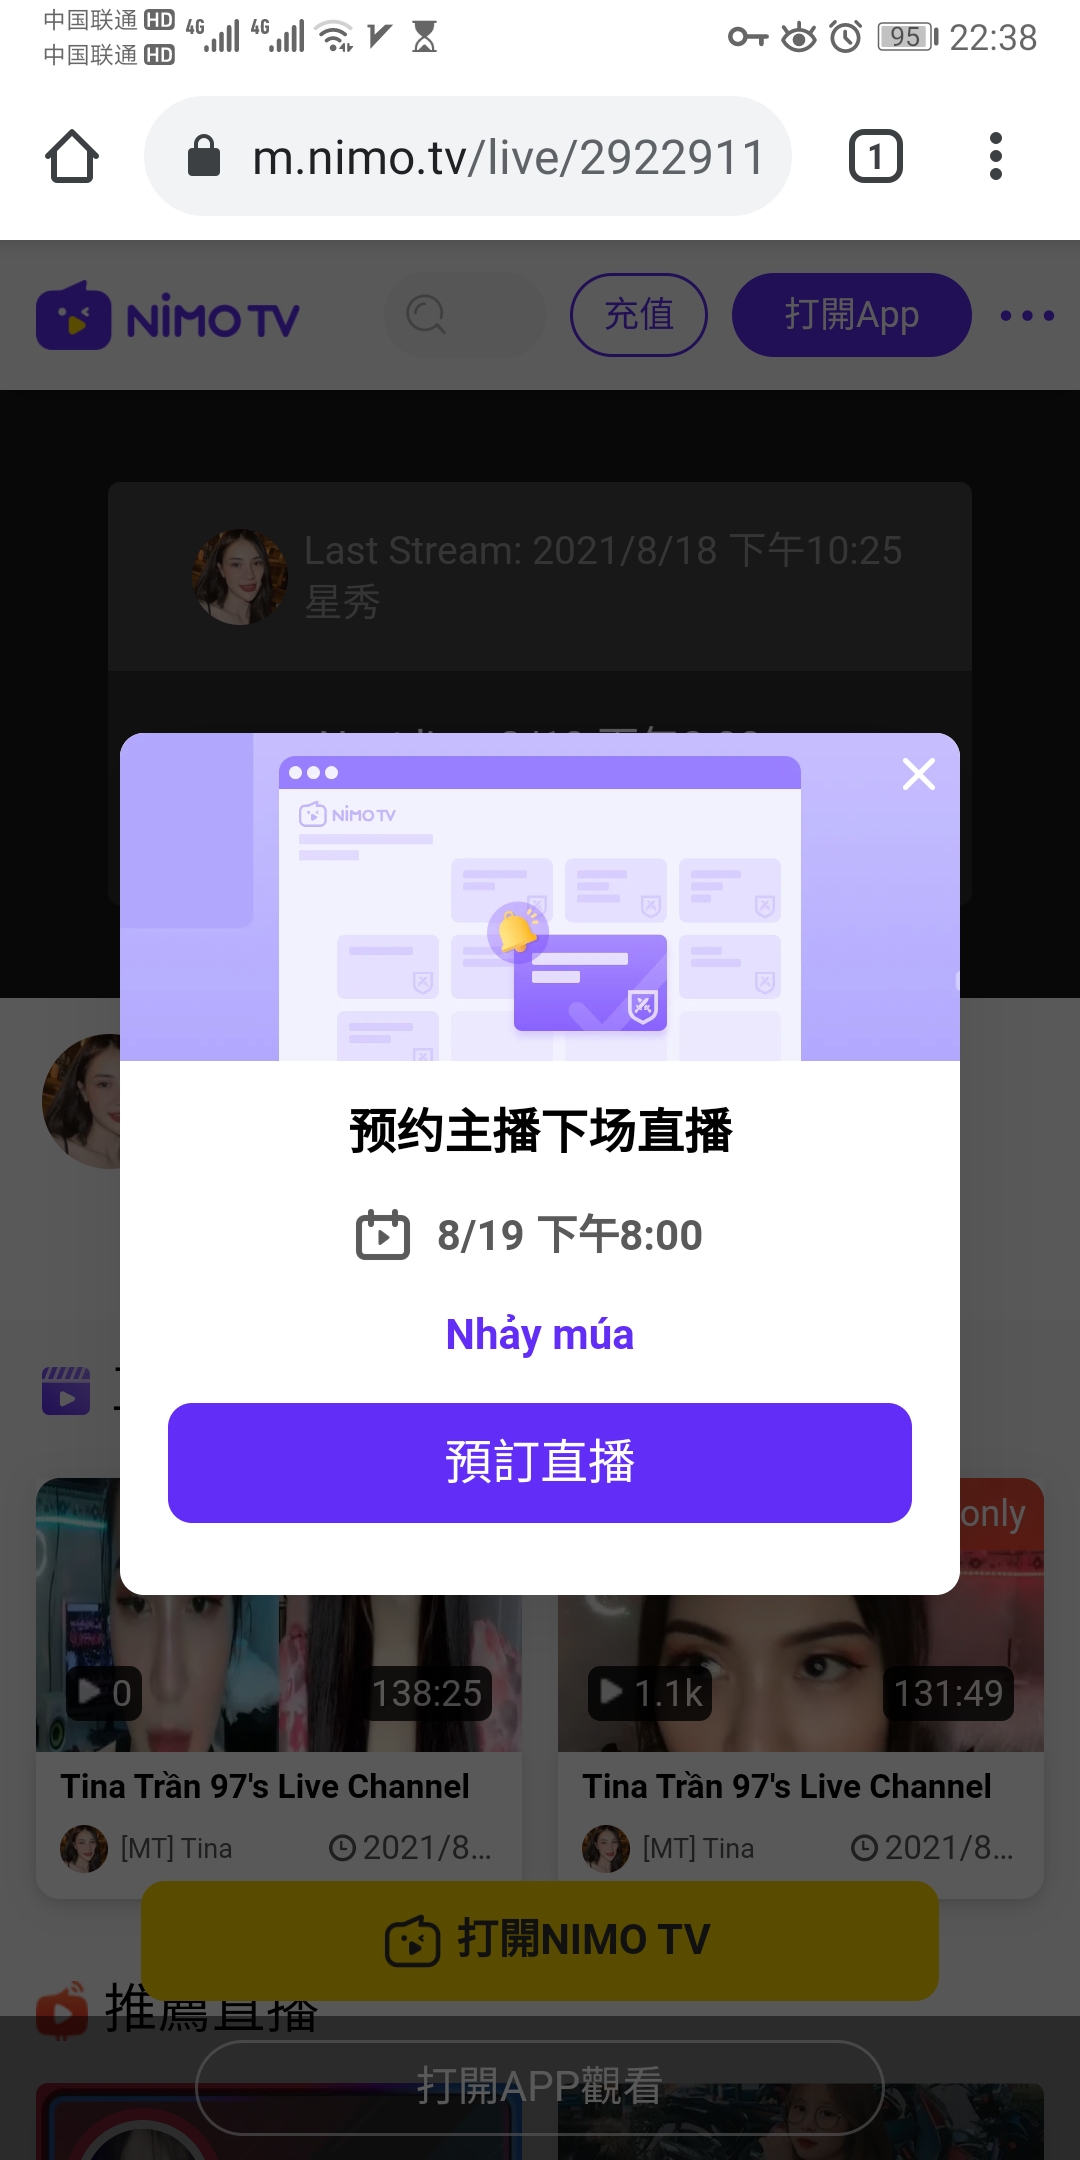 中国联通 HD 4G 4G 95 22:38
中国联通 HD
m.nimo.tv/live/2922911
1
NIMO TV
充值
打開App
Last Stream: 2021/8/18 下午10:25
星秀
NIMO TV
预约主播下场直播
8/19 下午8:00
Nhảy múa
預訂直播
only
0
138:25
1.1k
131:49
Tina Trần 97's Live Channel
Tina Trần 97's Live Channel
[MT] Tina
2021/8...
[MT] Tina
2021/8...
打開NIMO TV
推薦直播
打開APP觀看